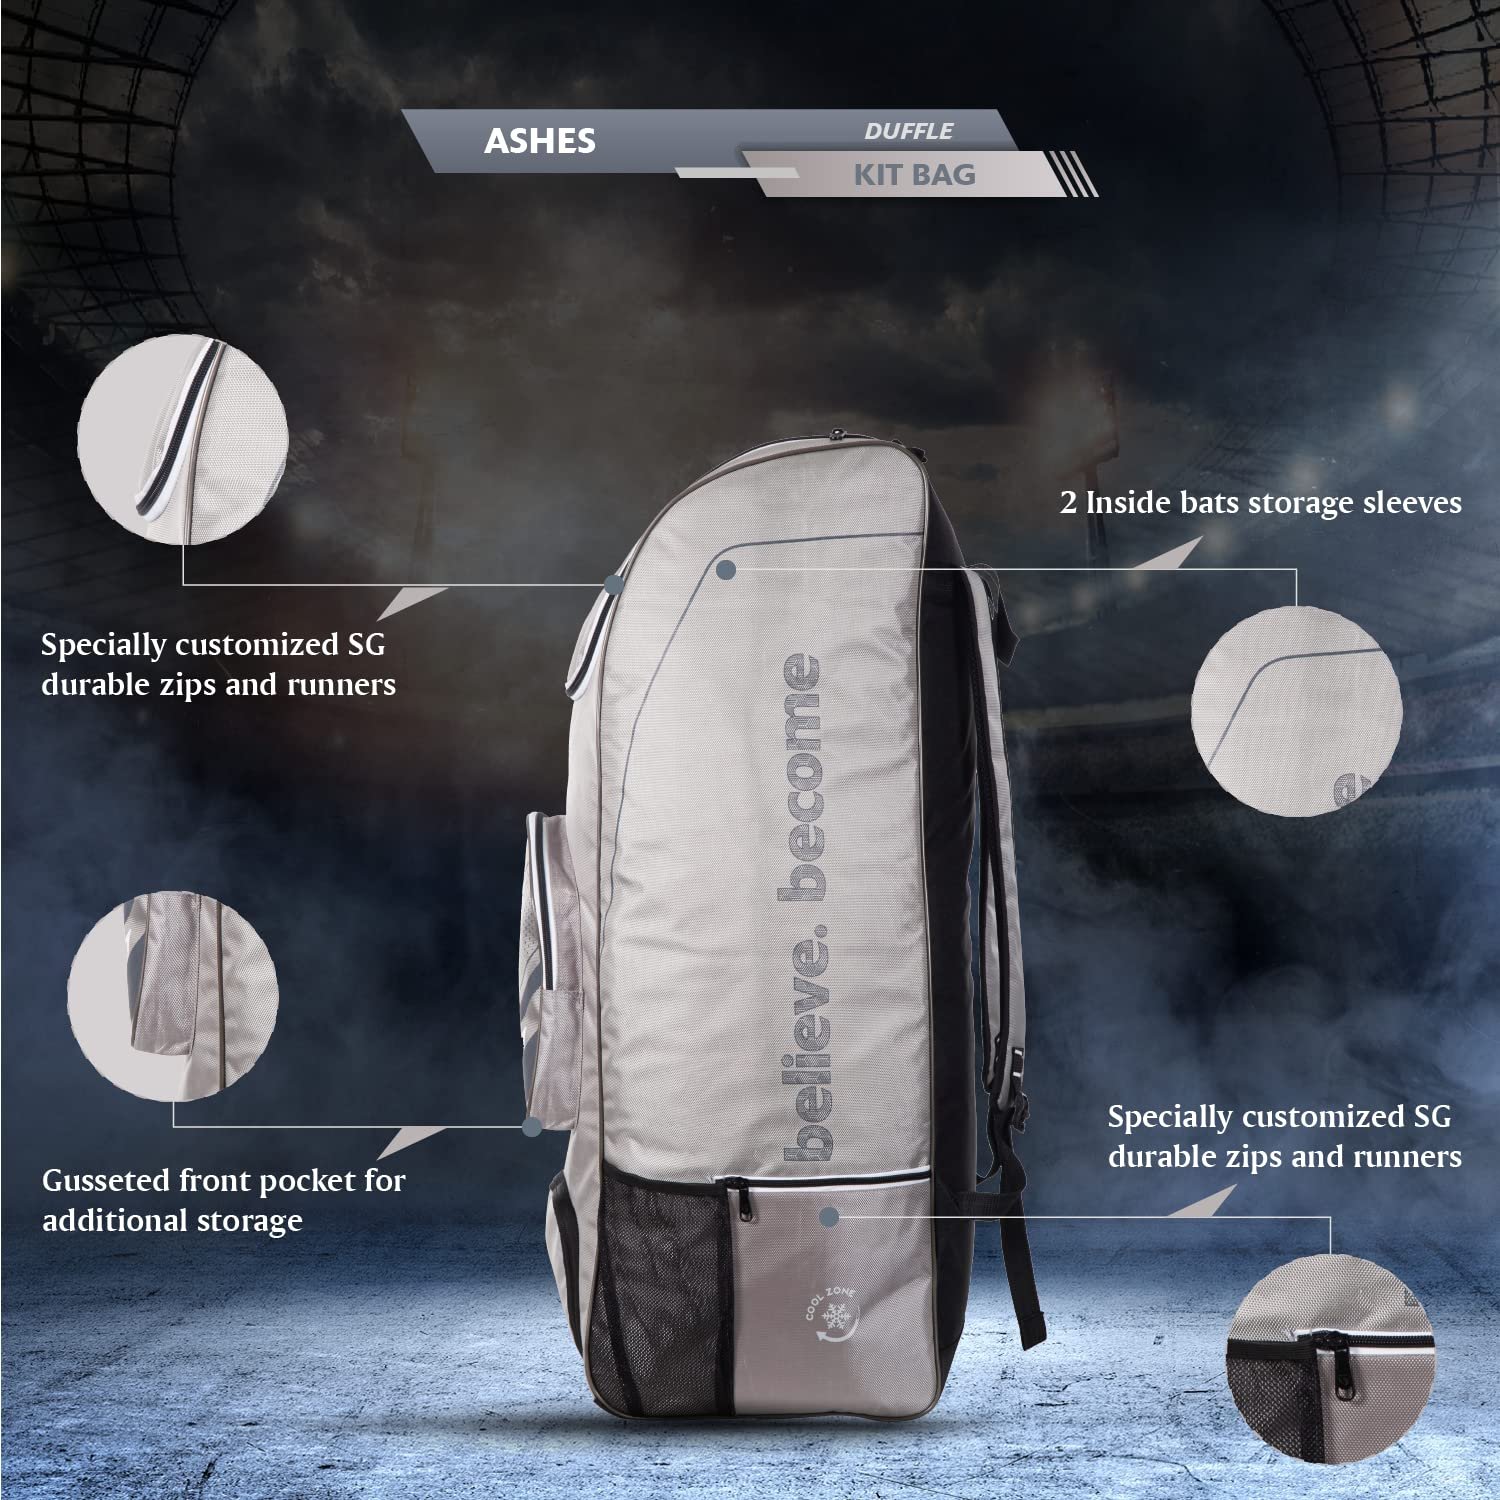 ASHES
DUFFLE
KIT BAG
2 Inside bats storage sleeves
Specially customized SG
durable zips and runners
believe. become
Gusseted front pocket for
additional storage
Specially customized SG
durable zips and runners
COOL ZONE